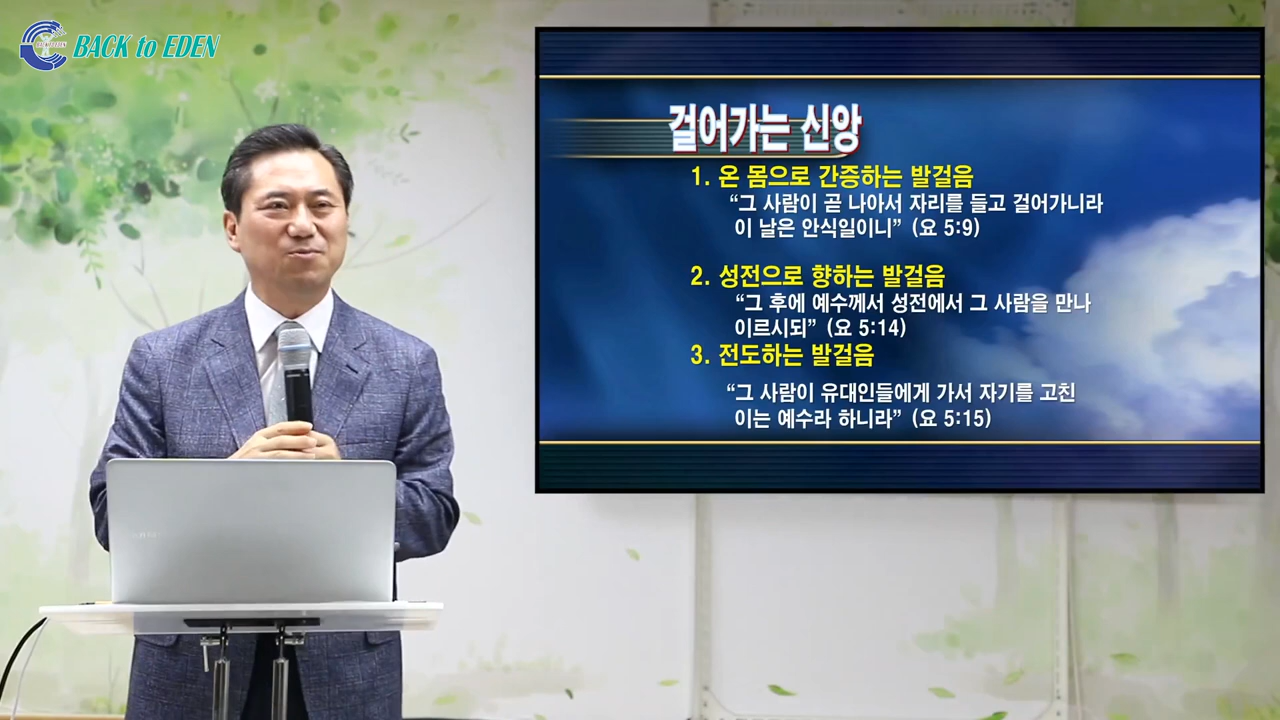 BACK to EDEN
걸어가는 신앙
1. 온 몸으로 간증하는 발걸음
“그 사람이 곧 나아서 자리를 들고 걸어가니라
이 날은 안식일이니” (요 5:9)
2. 성전으로 향하는 발걸음
“그 후에 예수께서 성전에서 그 사람을 만나
이르시되” (요 5:14)
3. 전도하는 발걸음
“그 사람이 유대인들에게 가서 자기를 고친
이는 예수라 하니라” (요 5:15)